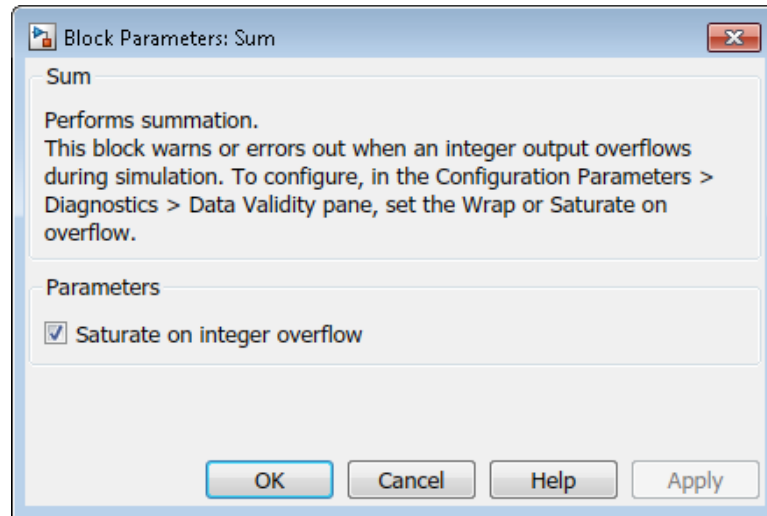 Block Parameters: Sum
Sum
Performs summation.
This block warns or errors out when an integer output overflows
during simulation. To configure, in the Configuration Parameters >
Diagnostics > Data Validity pane, set the Wrap or Saturate on
overflow.
Parameters
Saturate on integer overflow
OK Cancel Help Apply